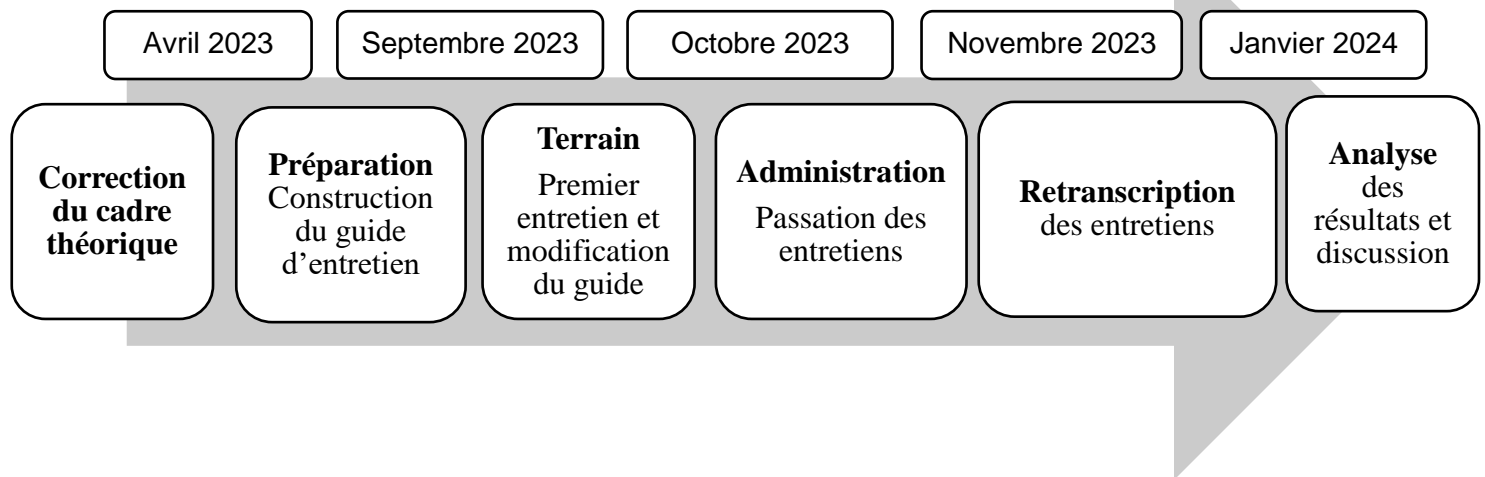 Avril 2023
Septembre 2023
Octobre 2023
Novembre 2023
Janvier 2024
Correction
du cadre
théorique
Préparation
Construction
du guide
d’entretien
Terrain
Premier
entretien et
modification
du guide
Administration
Passation des
entretiens
Retranscription
des entretiens
Analyse
des
résultats et
discussion